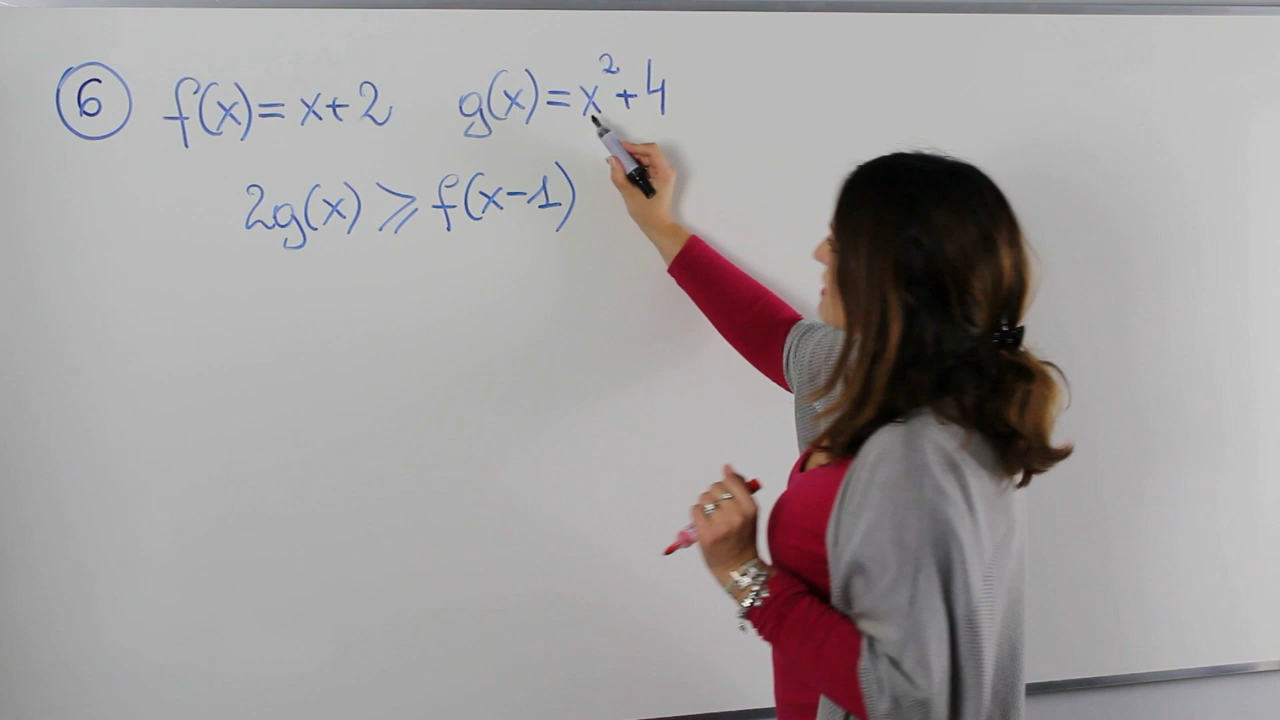 6 f(x)= x+2 g(x)=x²+4
2g(x) ⩾ f(x-1)